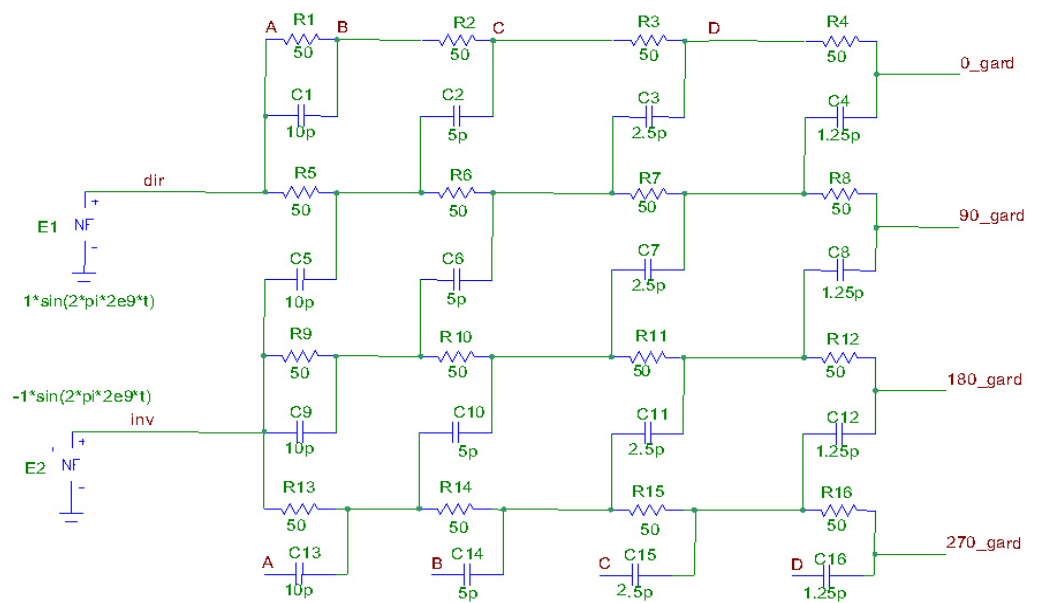 A R1 B R2 C R3 D R4
50 50 50 50
0_gard
C1 C2 C3 C4
10p 5p 2.5p 1.25p
dir R5 R6 R7 R8
50 50 50 50
90_gard
+
E1 NF
-
C5 C6 C7 C8
10p 5p 2.5p 1.25p
1*sin(2*pi*2e9*t)
R9 R10 R11 R12
50 50 50 50
180_gard
-1*sin(2*pi*2e9*t)
inv C9 C10 C11 C12
10p 5p 2.5p 1.25p
+
E2 NF
-
R13 R14 R15 R16
50 50 50 50
270_gard
A C13 B C14 C C15 D C16
10p 5p 2.5p 1.25p